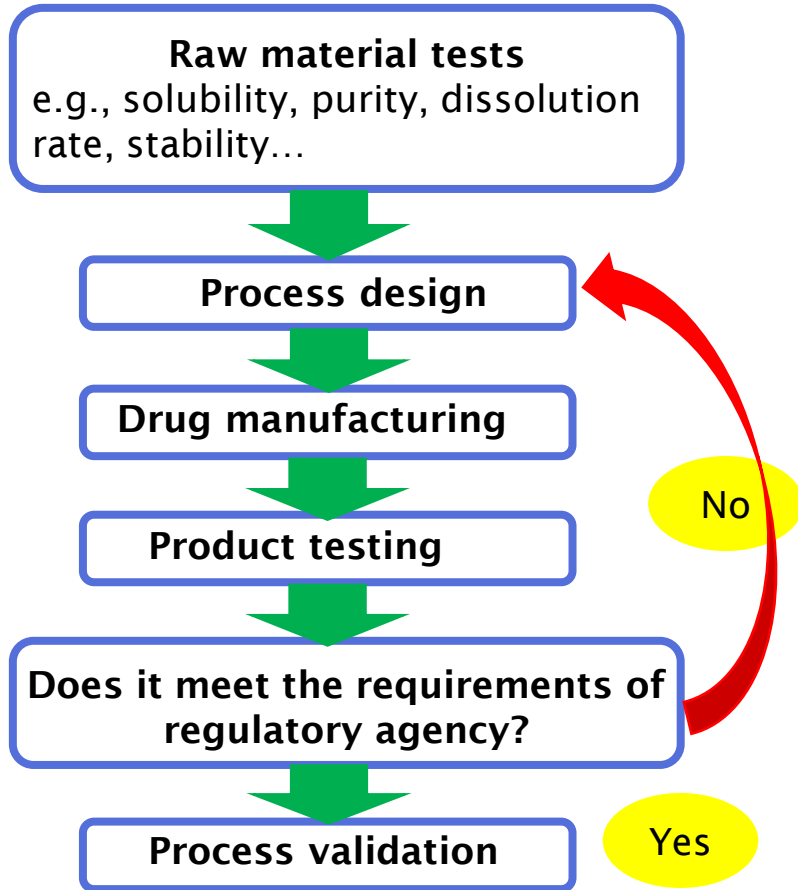 Raw material tests
e.g., solubility, purity, dissolution
rate, stability…
Process design
Drug manufacturing
No
Product testing
Does it meet the requirements of
regulatory agency?
Process validation
Yes